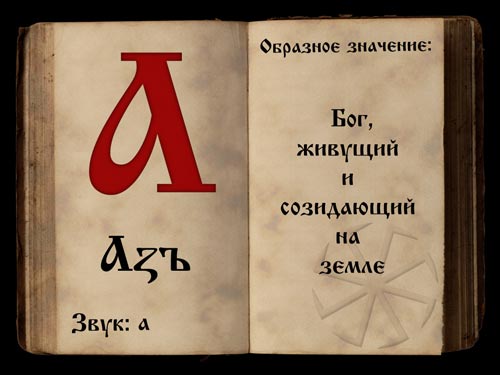 А
Азъ
Звук: а
Образное значение:
Бог,
живущий
и
созидающий
на
земле